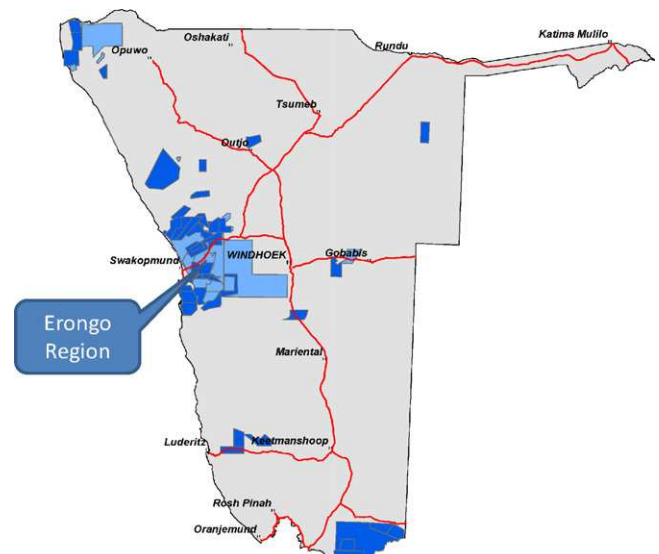 Oshakati
Katima Mulilo
Opuwo
Rundu
Tsumeb
Outjo
Swakopmund
WINDHOEK
Gobabis
Erongo
Region
Mariental
Luderitz
Keetmanshoop
Rosh Pinah
Oranjemund